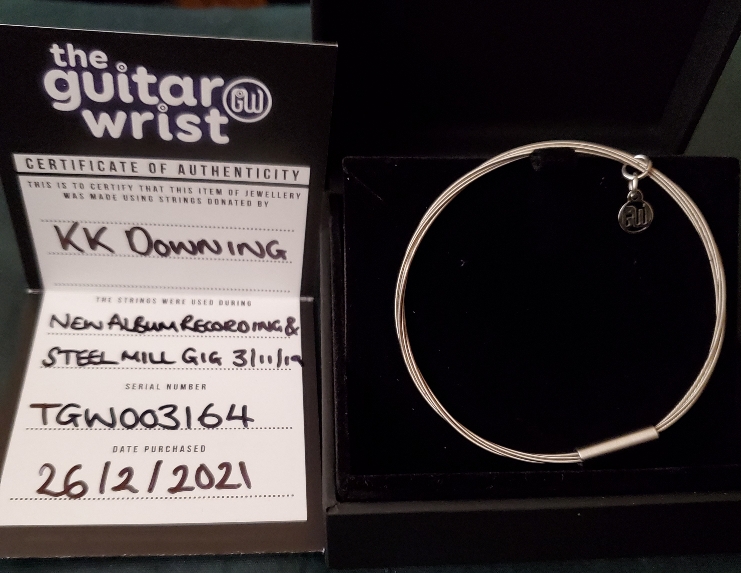 the
guitar GW
wrist
CERTIFICATE OF AUTHENTICITY
THIS IS TO CERTIFY THAT THIS ITEM OF JEWELLERY
WAS MADE USING STRINGS DONATED BY
KK DOWNING
THE STRINGS WERE USED DURING
NEW ALBUM RECORDING &
STEEL MILL GIG 3/11/19
SERIAL NUMBER
TGW003164
DATE PURCHASED
26/2/2021
GW